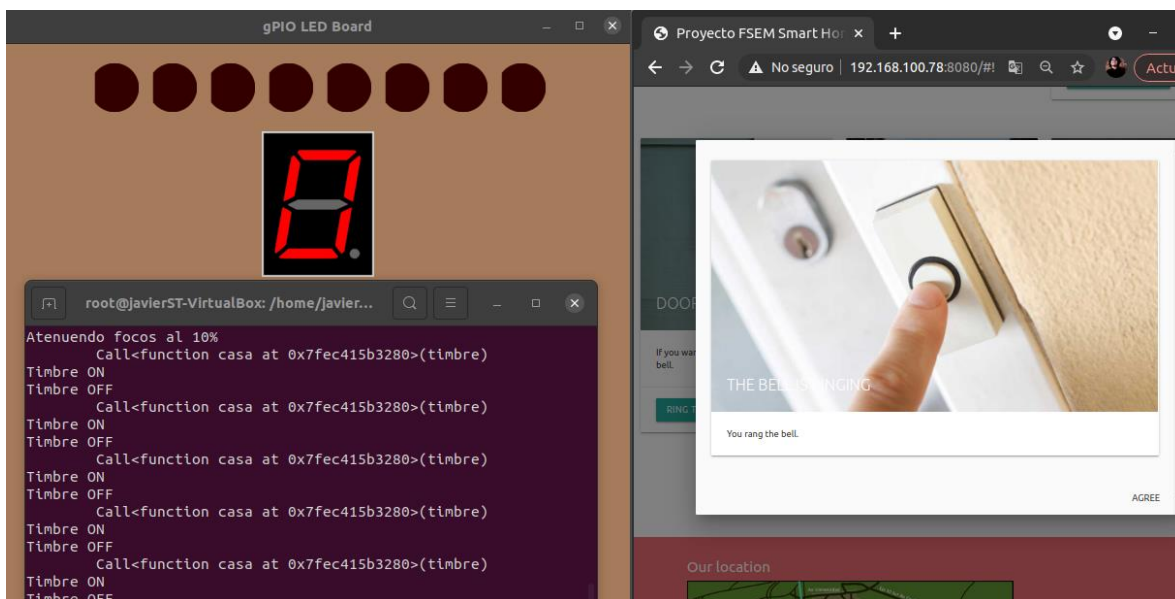 gPIO LED Board
root@javierST-VirtualBox: /home/javier...
Atenuendo focos al 10%
Call<function casa at 0x7fec415b3280>(timbre)
Timbre ON
Timbre OFF
Call<function casa at 0x7fec415b3280>(timbre)
Timbre ON
Timbre OFF
Call<function casa at 0x7fec415b3280>(timbre)
Timbre ON
Timbre OFF
Call<function casa at 0x7fec415b3280>(timbre)
Timbre ON
Timbre OFF
Call<function casa at 0x7fec415b3280>(timbre)
Timbre ON
Timbre OFF
Proyecto FSEM Smart Hor
No seguro | 192.168.100.78:8080/#!
Actu
DOOR
If you war
bell.
RING T
THE BELL IS RINGING
You rang the bell.
AGREE
Our location